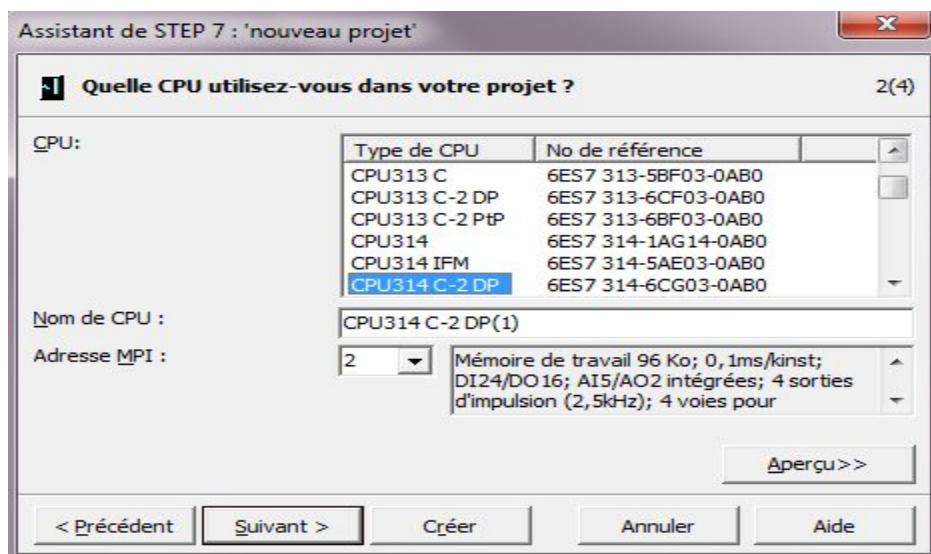 Assistant de STEP 7 : 'nouveau projet'
Quelle CPU utilisez-vous dans votre projet ? 2(4)
CPU:
Type de CPU No de référence
CPU313 C 6ES7 313-5BF03-0AB0
CPU313 C-2 DP 6ES7 313-6CF03-0AB0
CPU313 C-2 PtP 6ES7 313-6BF03-0AB0
CPU314 6ES7 314-1AG14-0AB0
CPU314 IFM 6ES7 314-5AE03-0AB0
CPU314 C-2 DP 6ES7 314-6CG03-0AB0
Nom de CPU : CPU314 C-2 DP(1)
Adresse MPI : 2 Mémoire de travail 96 Ko; 0,1ms/kinst;
DI24/DO16; AI5/AO2 intégrées; 4 sorties
d'impulsion (2,5kHz); 4 voies pour
Aperçu>>
< Précédent Suivant > Créer Annuler Aide